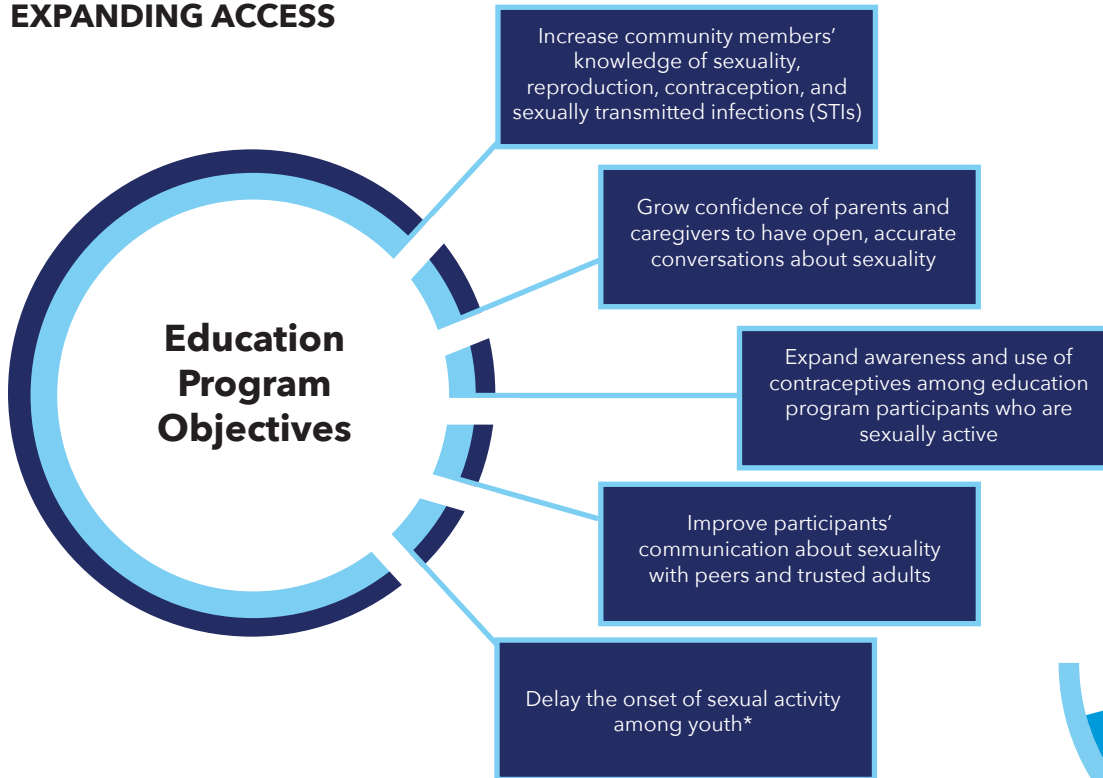 EXPANDING ACCESS
Increase community members’
knowledge of sexuality,
reproduction, contraception, and
sexually transmitted infections (STIs)
Grow confidence of parents and
caregivers to have open, accurate
conversations about sexuality
Education
Program
Objectives
Expand awareness and use of
contraceptives among education
program participants who are
sexually active
Improve participants’
communication about sexuality
with peers and trusted adults
Delay the onset of sexual activity
among youth*